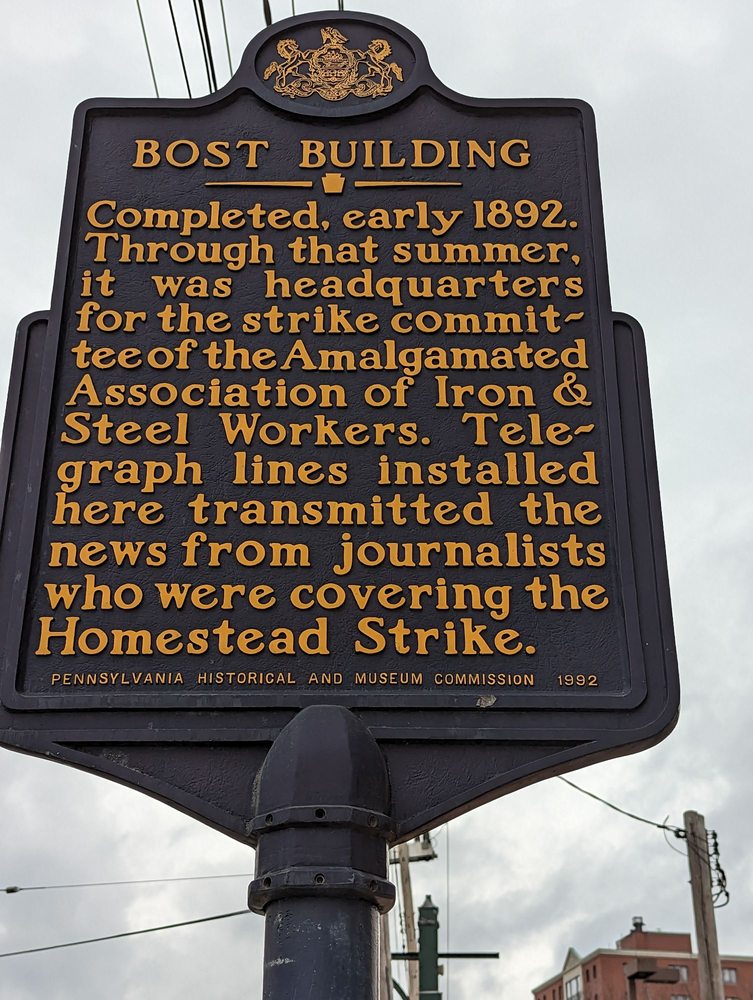 BOST BUILDING
Completed, early 1892.
Through that summer,
it was headquarters
for the strike commit-
tee of the Amalgamated
Association of Iron &
Steel Workers. Tele-
graph lines installed
here transmitted the
news from journalists
who were covering the
Homestead Strike.
PENNSYLVANIA HISTORICAL AND MUSEUM COMMISSION 1992